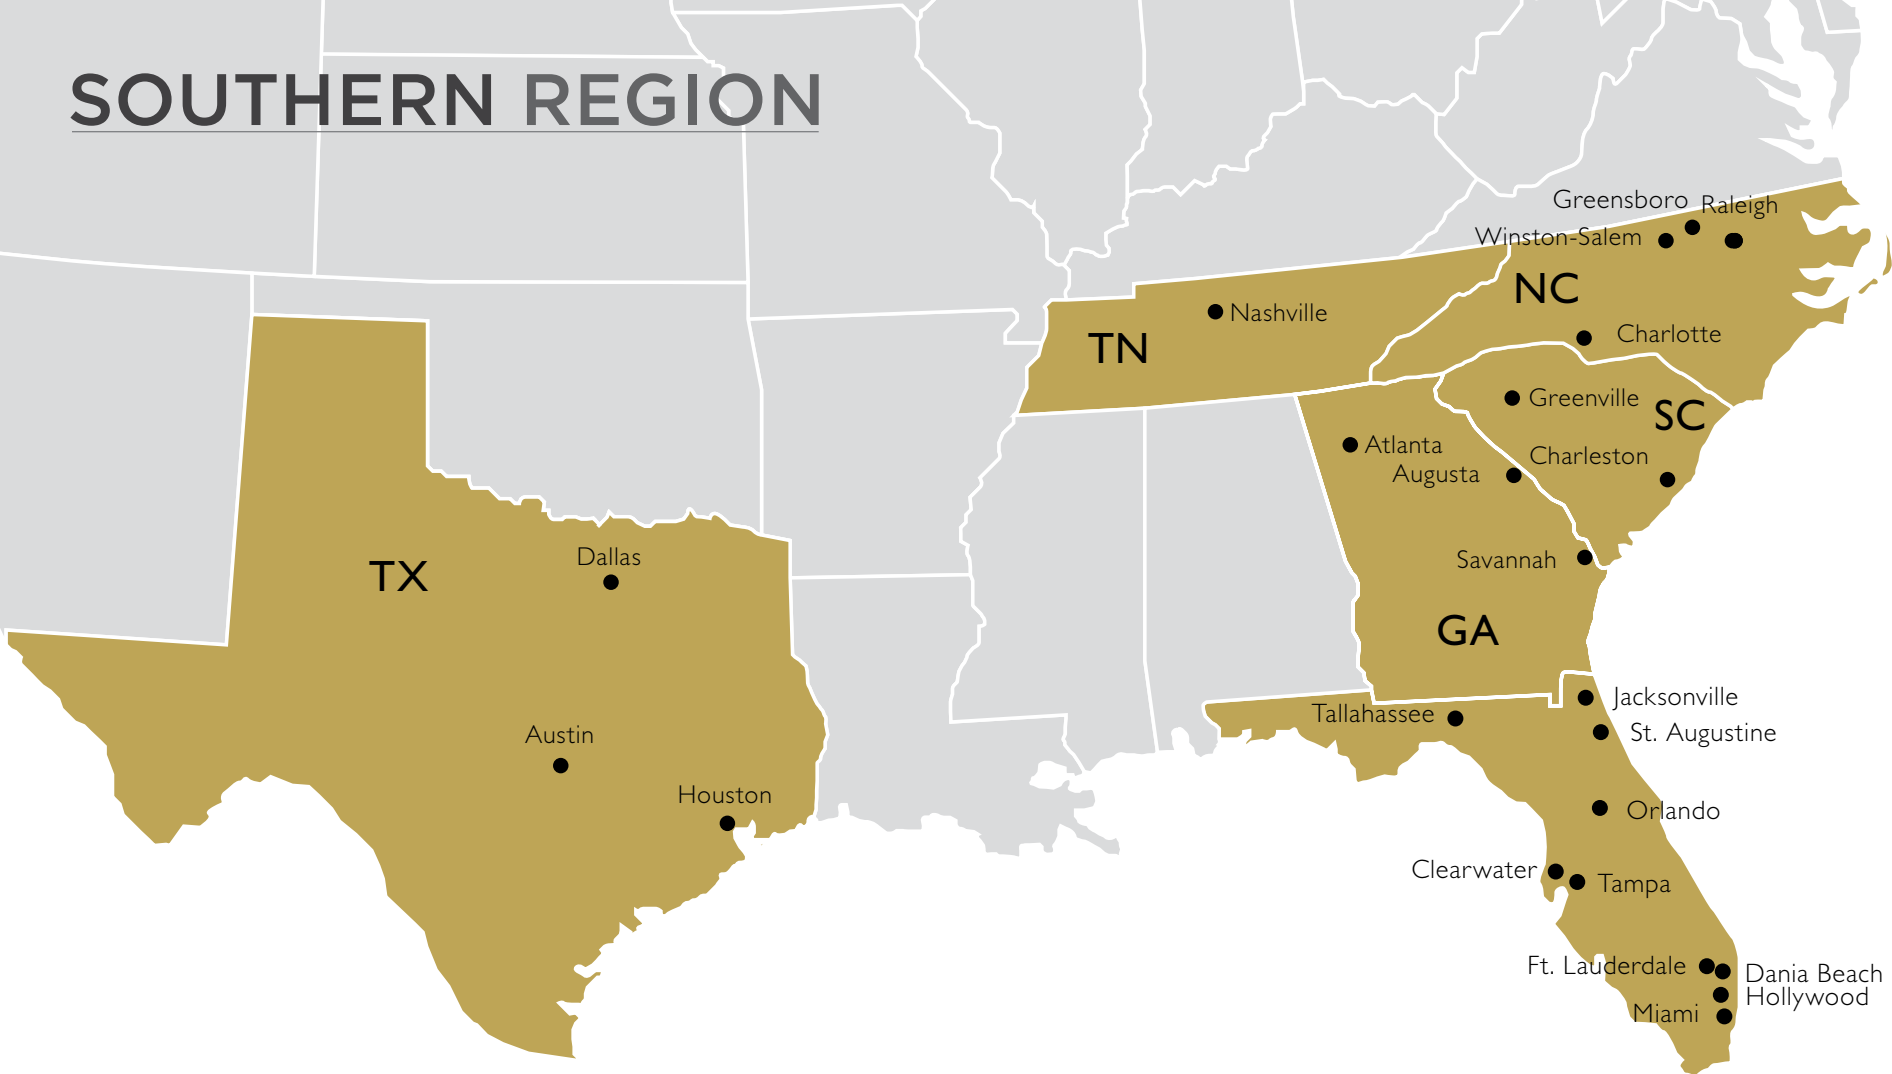 SOUTHERN REGION
Greensboro
Raleigh
Winston-Salem
NC
Nashville
TN
Charlotte
Greenville
SC
Atlanta
Charleston
Augusta
Dallas
Savannah
TX
GA
Jacksonville
Tallahassee
St. Augustine
Austin
Houston
Orlando
Clearwater
Tampa
Ft. Lauderdale
Dania Beach
Hollywood
Miami